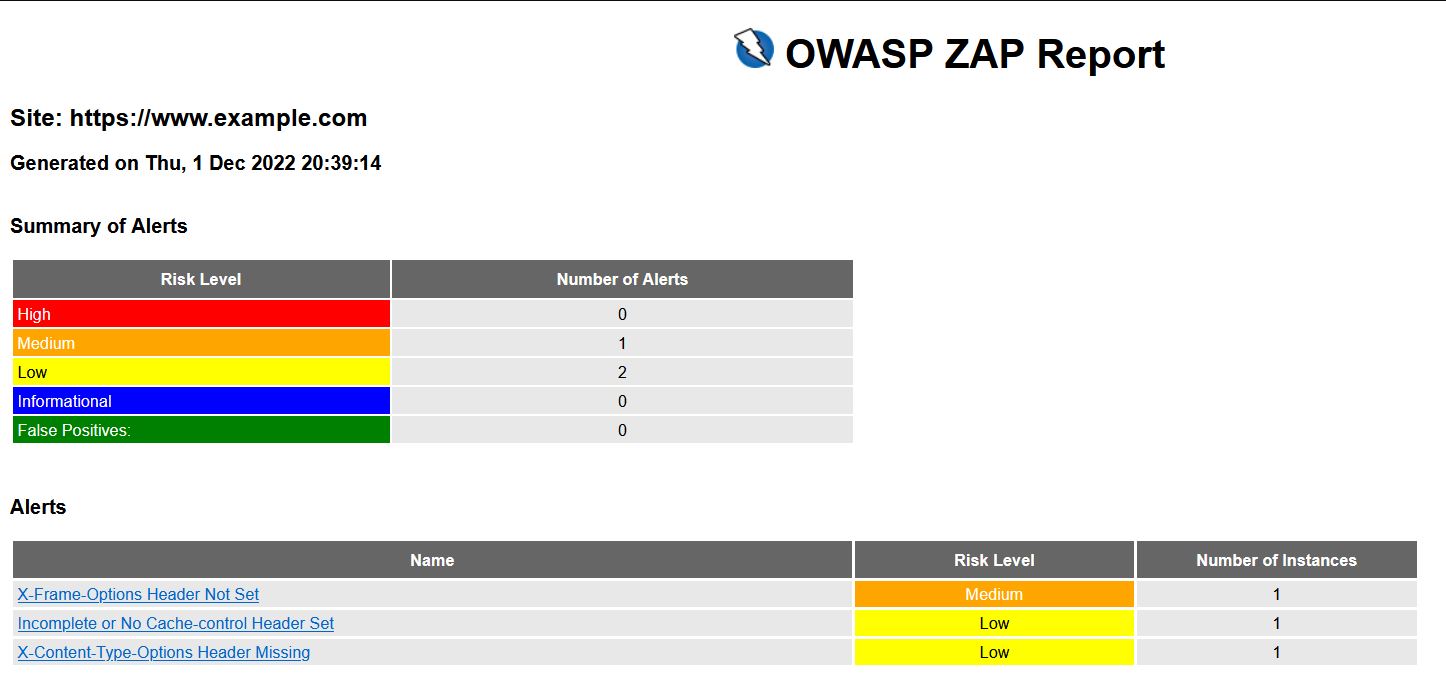 OWASP ZAP Report
Site: https://www.example.com
Generated on Thu, 1 Dec 2022 20:39:14
Summary of Alerts
Risk Level Number of Alerts
High 0
Medium 1
Low 2
Informational 0
False Positives: 0
Alerts
Name Risk Level Number of Instances
X-Frame-Options Header Not Set Medium 1
Incomplete or No Cache-control Header Set Low 1
X-Content-Type-Options Header Missing Low 1